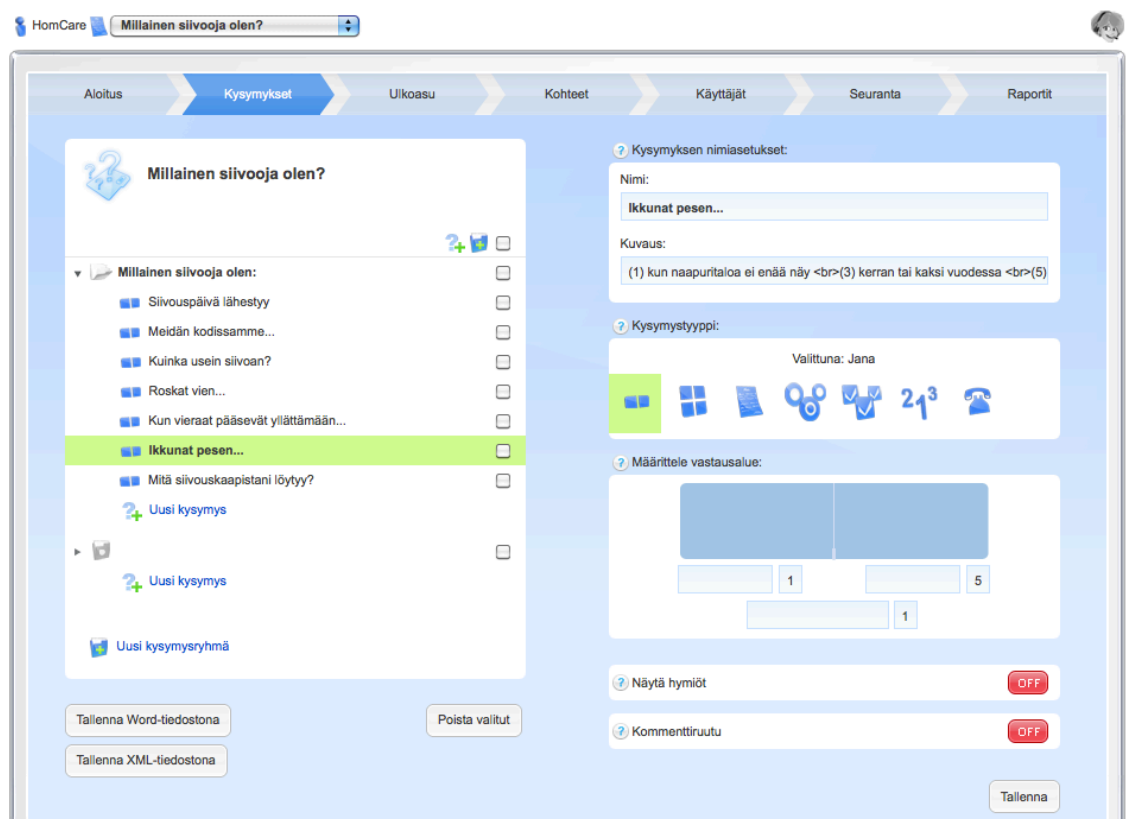 HomCare Millainen siivooja olen?
Aloitus Kysymykset Ulkoasu Kohteet Käyttäjät Seuranta Raportit
Millainen siivooja olen?
Millainen siivooja olen:
Siivouspäivä lähestyy
Meidän kodissamme...
Kuinka usein siivoan?
Roskat vien...
Kun vieraat pääsevät yllättämään...
Ikkunat pesen...
Mitä siivouskaapistani löytyy?
Uusi kysymys
Uusi kysymys
Uusi kysymysryhmä
Tallenna Word-tiedostona
Poista valitut
Tallenna XML-tiedostona
Kysymyksen nimiasetukset:
Nimi:
Ikkunat pesen...
Kuvaus:
(1) kun naapuritaloa ei enää näy <br>(3) kerran tai kaksi vuodessa <br>(5)
Kysymystyyppi:
Valittuna: Jana
2 1 3
Määrittele vastausalue:
1 5
1
Näytä hymiöt OFF
Kommenttiruutu OFF
Tallenna